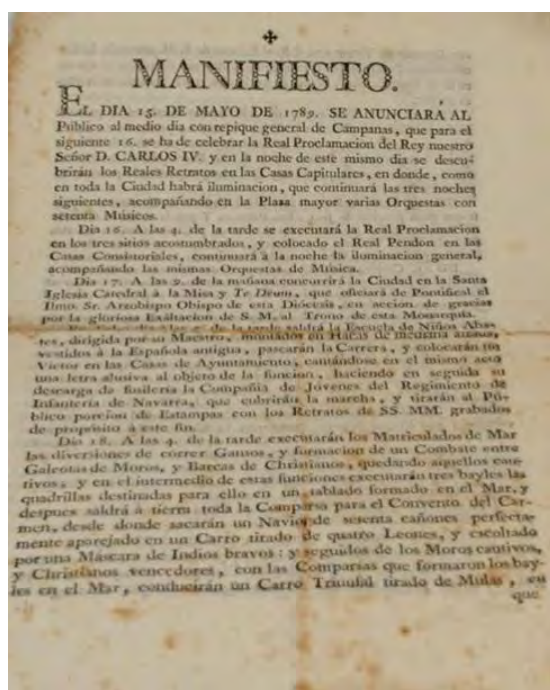 MANIFIESTO.
EL DIA 15. DE MAYO DE 1789. SE ANUNCIARÁ AL
Público al medio dia con repique general de Campanas, que para el
siguiente 16. se ha de celebrar la Real Proclamacion del Rey nuestro
Señor D. CARLOS IV. y en la noche de este mismo dia se descu-
brirán los Reales Retratos en las Casas Capitulares, en donde, como
en toda la Ciudad habrá iluminacion, que continuará las tres noches
siguientes, acompañando en la Plaza mayor varias Orquestas con
setenta Músicos.
Dia 16. A las 4. de la tarde se executará la Real Proclamacion
en los tres sitios acostumbrados, y colocado el Real Pendon en las
Casas Consistoriales, continuará á la noche la iluminacion general,
acompañando las mismas Orquestas de Música.
Dia 17. A las 9. de la mañana concurrirá la Ciudad en la Santa
Iglesia Catedral á la Misa y Te Deum, que oficiará de Pontifical el
Ilmo. Sr. Arzobispo Obispo de esta Diócesis, en accion de gracias
por la gloriosa Exâltacion de S. M. al Trono de esta Monarquía.
de la tarde saldrá la Escuela de Niños
dirigida por su Maestro, montados en Hacas de mediana
vestidos á la Española antigua, pasearán la Carrera, y colocarán un
Víctor en las Casas de Ayuntamiento, cantándose en el mismo acto
una letra alusiva al objeto de la funcion, haciendo en seguida su
descarga de fusilería la Compañía de Jóvenes del Regimiento de
Infantería de Navarra, que cubrirán la marcha, y tirarán al Pú-
blico porcion de Estampas con los Retratos de SS. MM. grabados
de propósito á este fin.
Dia 18. A las 4. de la tarde executarán los Matriculados de Mar
las diversiones de correr Gansos, y formacion de un Combate entre
Galeotas de Moros, y Barcas de Christianos, quedando aquellos cau-
tivos, y en el intermedio de estas funciones executarán tres bayles las
quadrillas destinadas para ello en un tablado formado en el Mar, y
despues saldrá á tierra toda la Comparsa para el Convento del Cár-
men, desde donde sacarán un Navío de setenta cañones perfecta-
mente aparejado en un Carro tirado de quatro Leones, y escoltado
por una Máscara de Indios bravos: y seguidos de los Moros cautivos,
y Christianos vencedores, con las Comparsas que formaron los bay-
les en el Mar, conducirán un Carro Triunfal tirado de Mulas, en
que